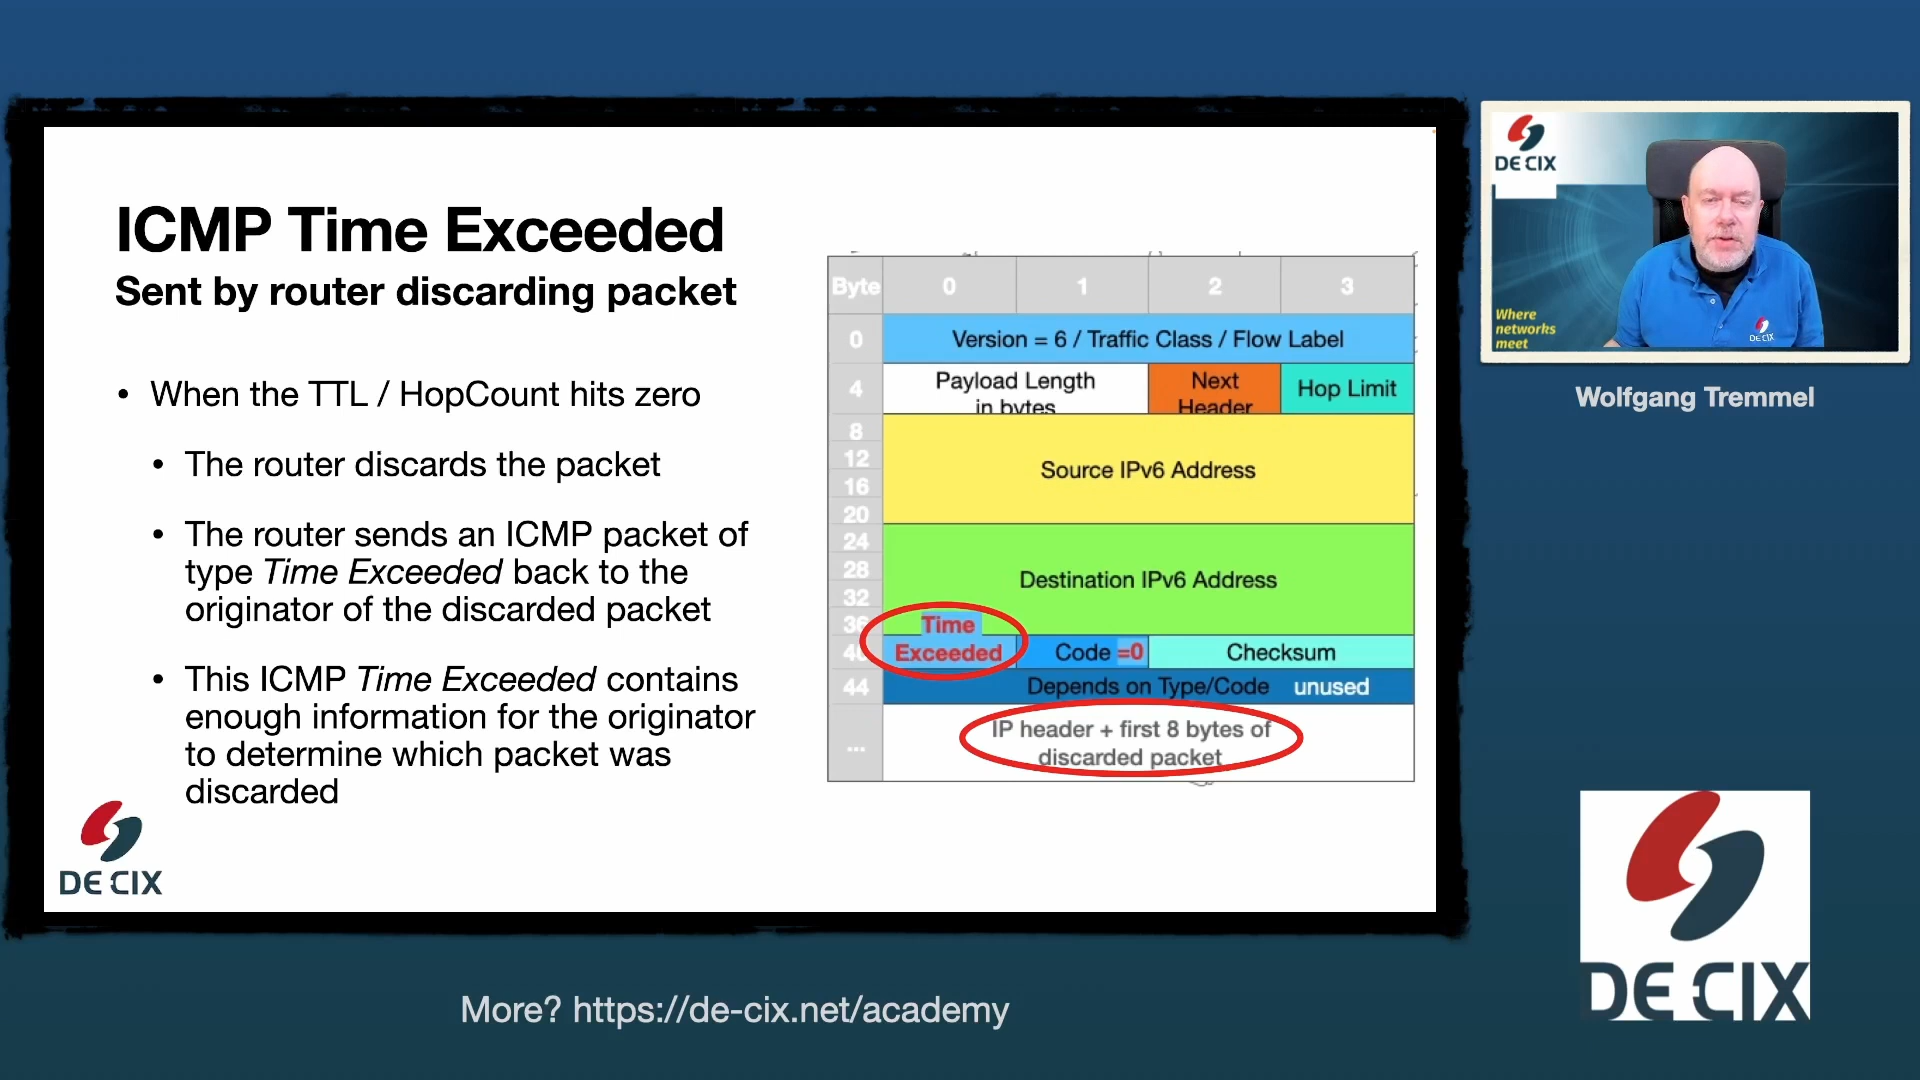 ICMP Time Exceeded
Sent by router discarding packet
• When the TTL / HopCount hits zero
• The router discards the packet
• The router sends an ICMP packet of
type Time Exceeded back to the
originator of the discarded packet
• This ICMP Time Exceeded contains
enough information for the originator
to determine which packet was
discarded
DE CIX
Byte 0 1 2 3
0 Version = 6 / Traffic Class / Flow Label
4 Payload Length in bytes Next Header Hop Limit
8
12
16
20
Source IPv6 Address
24
28
32
36
Destination IPv6 Address
Time
Exceeded Code =0 Checksum
44 Depends on Type/Code unused
... IP header + first 8 bytes of
discarded packet
DE CIX
Where
networks
meet
DE CIX
Wolfgang Tremmel
DE CIX
More? https://de-cix.net/academy